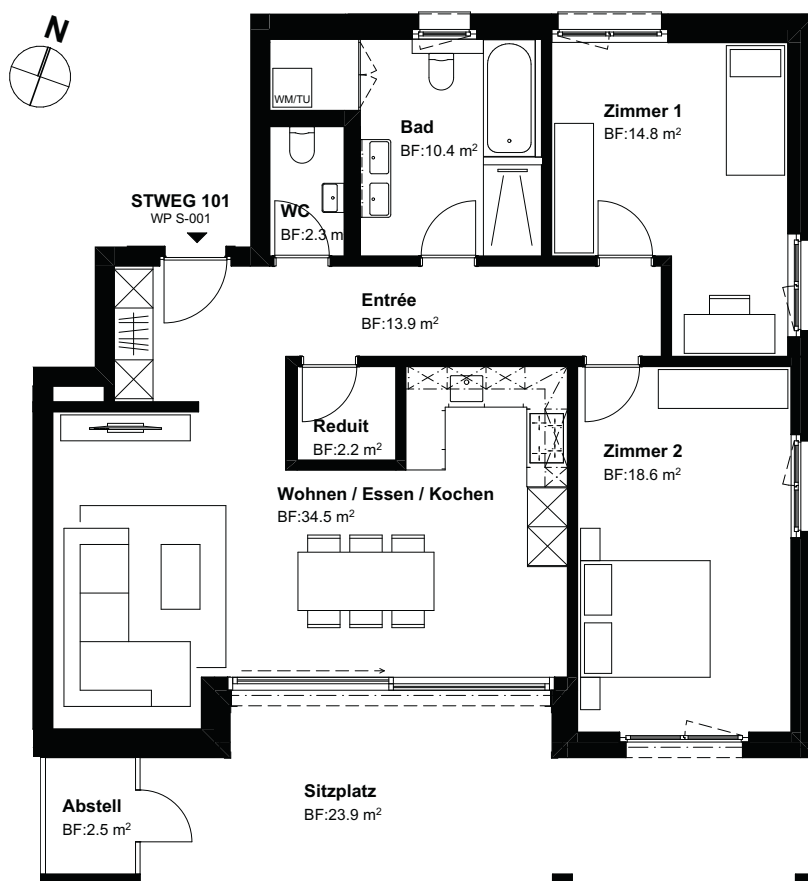 N
WM/TU
Bad
BF:10.4 m²
Zimmer 1
BF:14.8 m²
STWEG 101
WP S-001
WC
BF:2.3 m
Entrée
BF:13.9 m²
Reduit
BF:2.2 m²
Zimmer 2
BF:18.6 m²
Wohnen / Essen / Kochen
BF:34.5 m²
Abstell
BF:2.5 m²
Sitzplatz
BF:23.9 m²